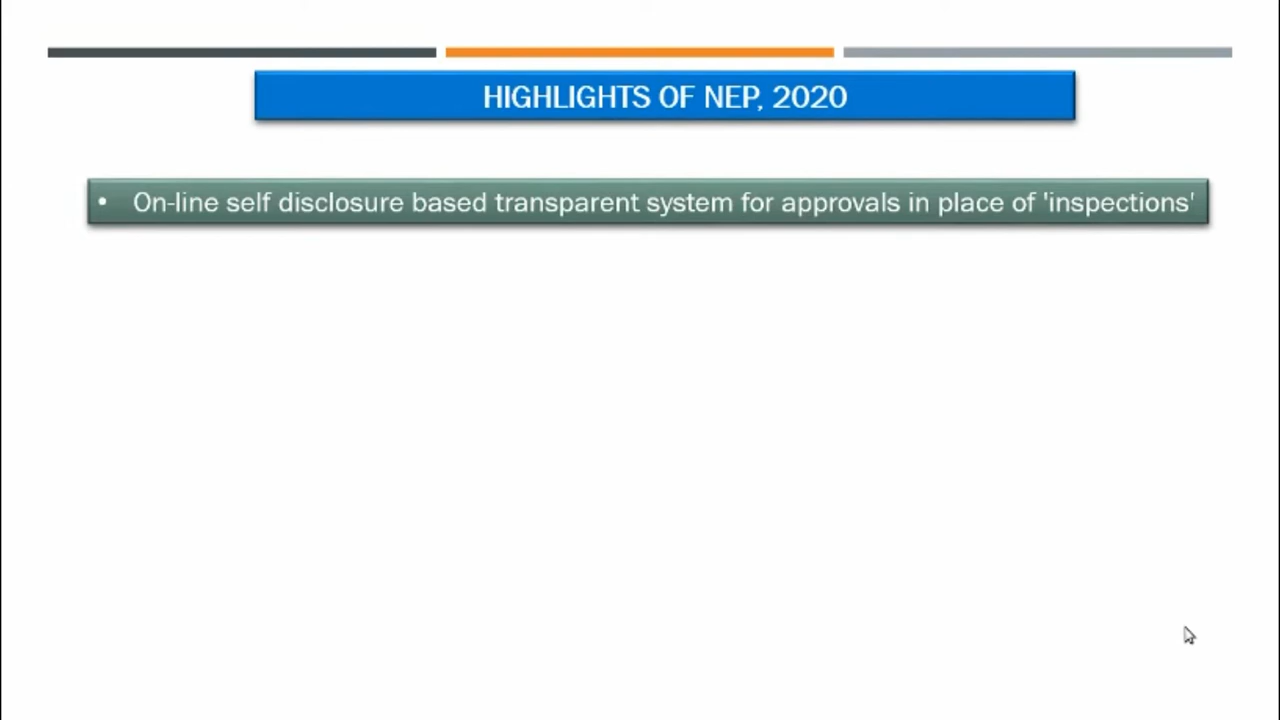 HIGHLIGHTS OF NEP, 2020
• On-line self disclosure based transparent system for approvals in place of 'inspections'